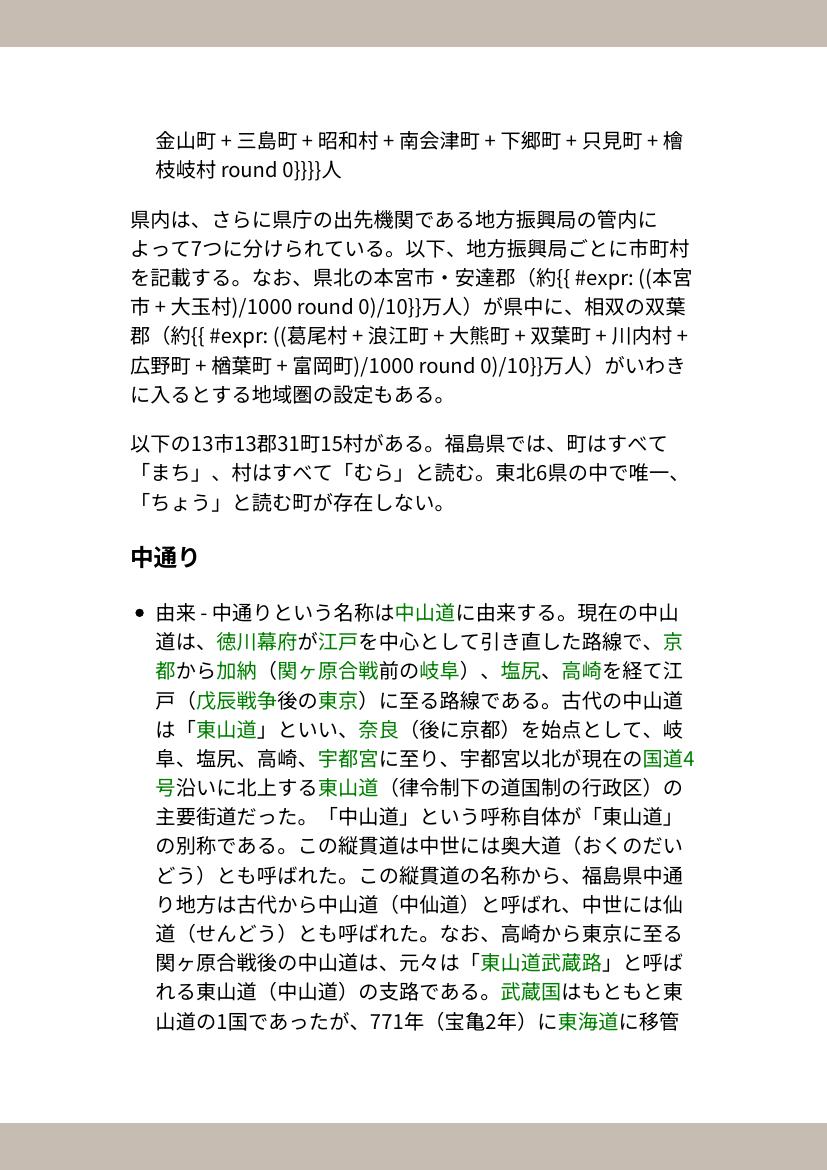 金山町 + 三島町 + 昭和村 + 南会津町 + 下郷町 + 只見町 + 檜
枝岐村 round 0}}}}人
県内は、さらに県庁の出先機関である地方振興局の管内に
よって7つに分けられている。以下、地方振興局ごとに市町村
を記載する。なお、県北の本宮市・安達郡（約{{ #expr: ((本宮
市 + 大玉村)/1000 round 0)/10}}万人）が県中に、相双の双葉
郡（約{{ #expr: ((葛尾村 + 浪江町 + 大熊町 + 双葉町 + 川内村 +
広野町 + 楢葉町 + 富岡町)/1000 round 0)/10}}万人）がいわき
に入るとする地域圏の設定もある。
以下の13市13郡31町15村がある。福島県では、町はすべて
「まち」、村はすべて「むら」と読む。東北6県の中で唯一、
「ちょう」と読む町が存在しない。
中通り
• 由来 - 中通りという名称は中山道に由来する。現在の中山
道は、徳川幕府が江戸を中心として引き直した路線で、京
都から加納（関ヶ原合戦前の岐阜）、塩尻、高崎を経て江
戸（戊辰戦争後の東京）に至る路線である。古代の中山道
は「東山道」といい、奈良（後に京都）を始点として、岐
阜、塩尻、高崎、宇都宮に至り、宇都宮以北が現在の国道4
号沿いに北上する東山道（律令制下の道国制の行政区）の
主要街道だった。「中山道」という呼称自体が「東山道」
の別称である。この縦貫道は中世には奥大道（おくのだい
どう）とも呼ばれた。この縦貫道の名称から、福島県中通
り地方は古代から中山道（中仙道）と呼ばれ、中世には仙
道（せんどう）とも呼ばれた。なお、高崎から東京に至る
関ヶ原合戦後の中山道は、元々は「東山道武蔵路」と呼ば
れる東山道（中山道）の支路である。武蔵国はもともと東
山道の1国であったが、771年（宝亀2年）に東海道に移管